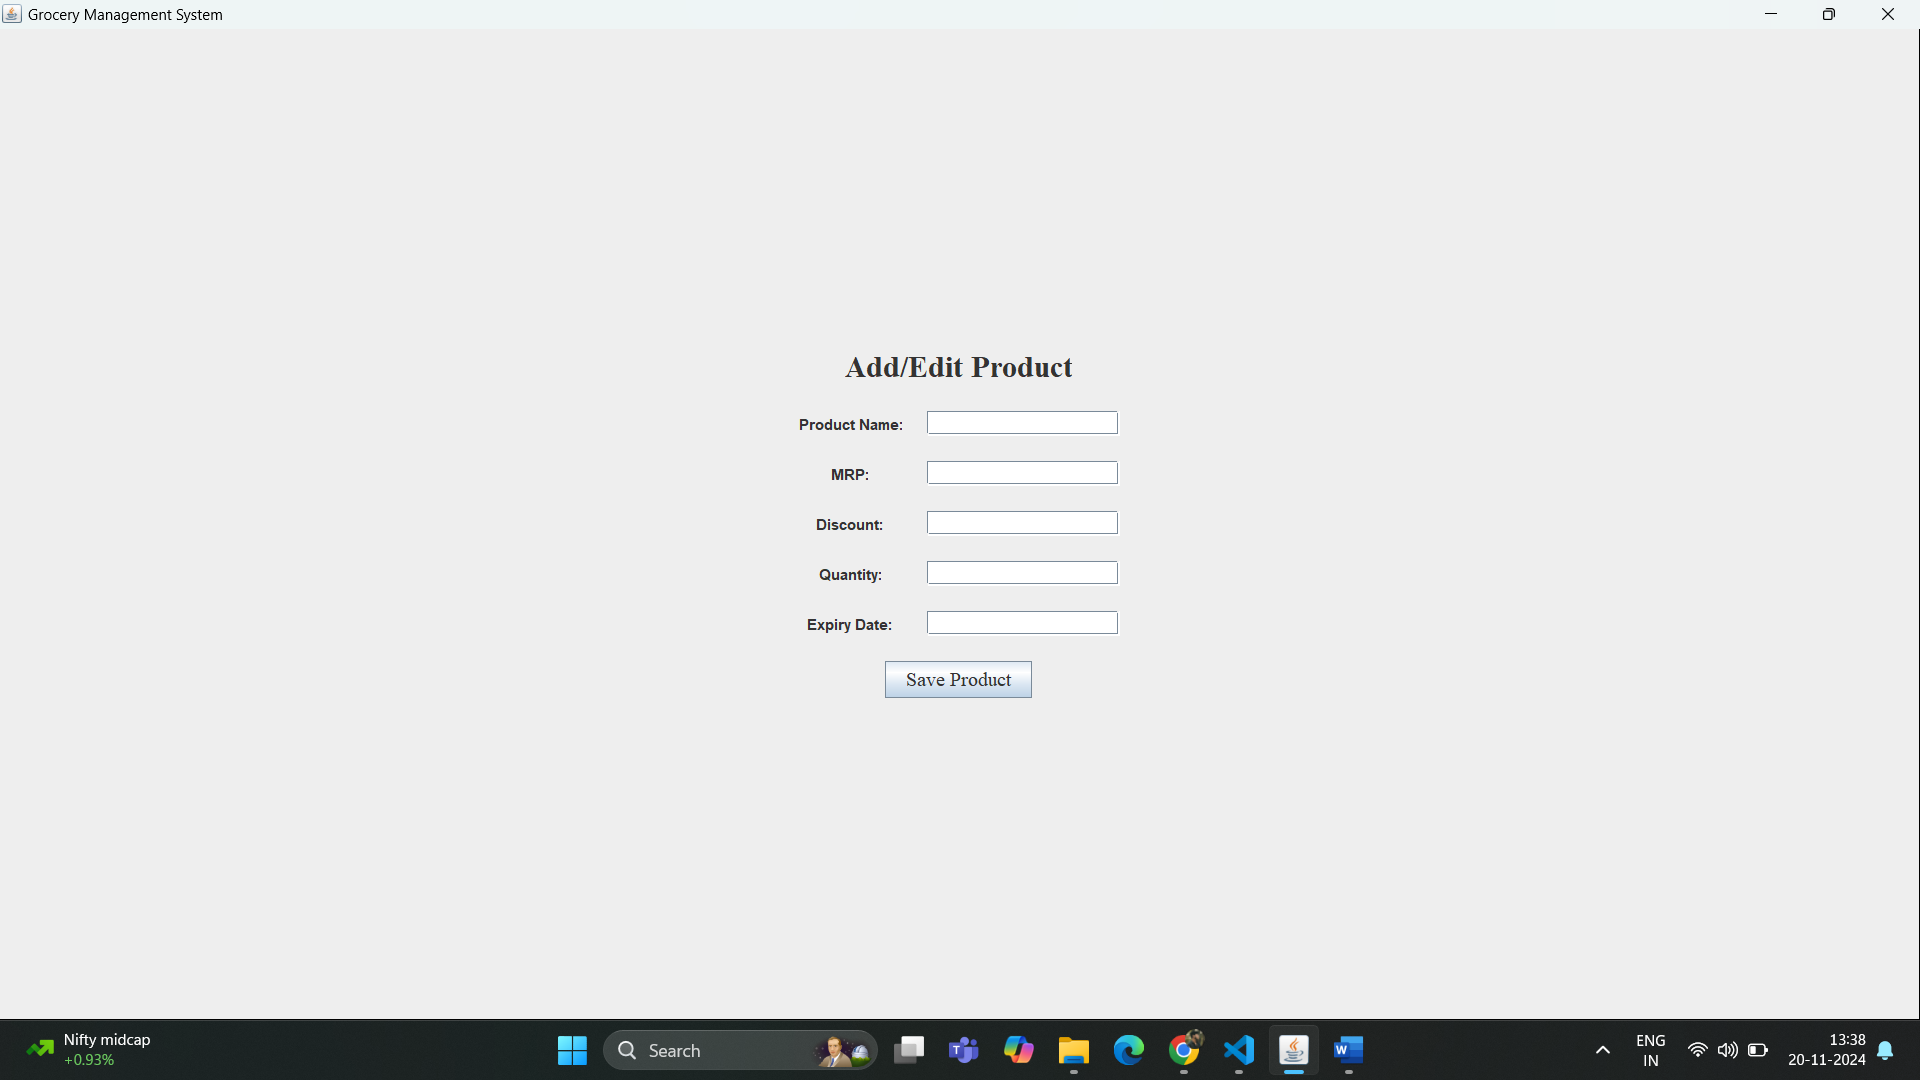 Grocery Management System
Add/Edit Product
Product Name:
MRP:
Discount:
Quantity:
Expiry Date:
Save Product
Nifty midcap
+0.93%
Search
ENG
IN
13:38
20-11-2024